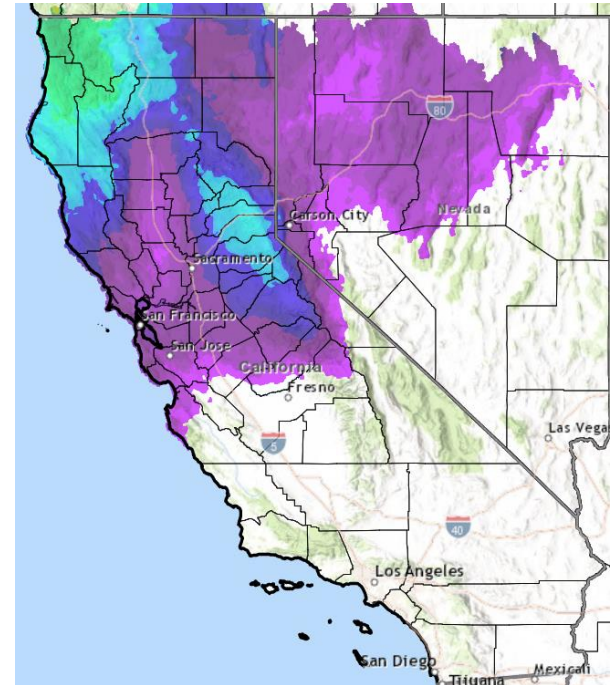 80
Carson City
Nevada
Sacramento
San Francisco
San Jose
California
Fresno
5
Las Vegas
40
Los Angeles
San Diego
Tijuana
Mexicali